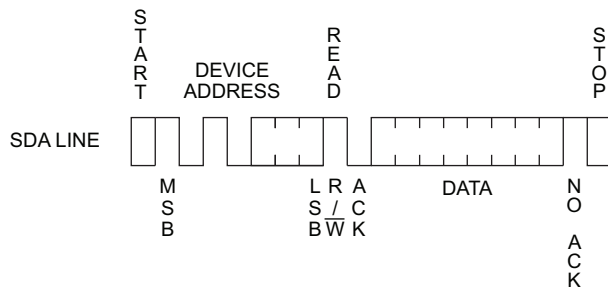 START
READ
STOP
DEVICE
ADDRESS
SDA LINE
MSB
LSB
R/W̅
ACK
DATA
NO ACK